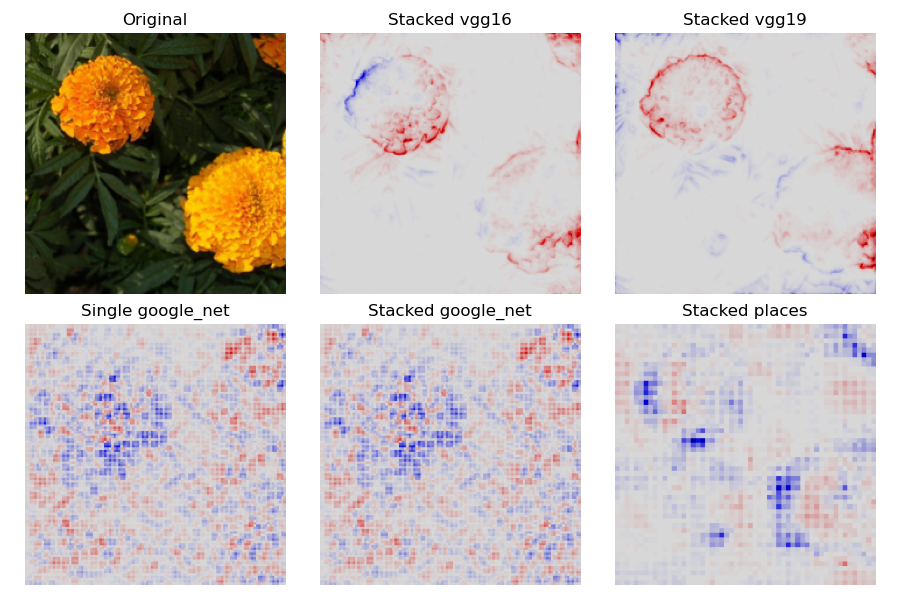 Original
Stacked vgg16
Stacked vgg19
Single google_net
Stacked google_net
Stacked places